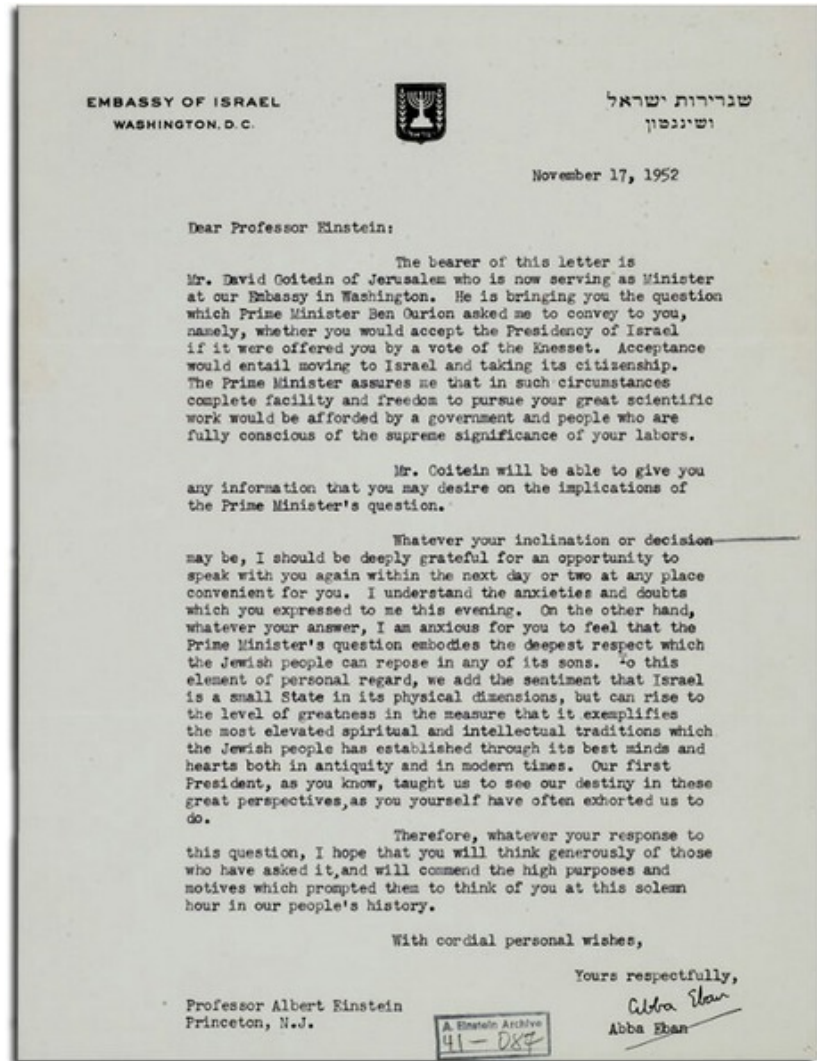 EMBASSY OF ISRAEL
WASHINGTON, D. C.
שגרירות ישראל
ושינגטון
ישראל
November 17, 1952
Dear Professor Einstein:
The bearer of this letter is
Mr. David Goitein of Jerusalem who is now serving as Minister
at our Embassy in Washington. He is bringing you the question
which Prime Minister Ben Gurion asked me to convey to you,
namely, whether you would accept the Presidency of Israel
if it were offered you by a vote of the Knesset. Acceptance
would entail moving to Israel and taking its citizenship.
The Prime Minister assures me that in such circumstances
complete facility and freedom to pursue your great scientific
work would be afforded by a government and people who are
fully conscious of the supreme significance of your labors.
Mr. Goitein will be able to give you
any information that you may desire on the implications of
the Prime Minister's question.
Whatever your inclination or decision
may be, I should be deeply grateful for an opportunity to
speak with you again within the next day or two at any place
convenient for you. I understand the anxieties and doubts
which you expressed to me this evening. On the other hand,
whatever your answer, I am anxious for you to feel that the
Prime Minister's question embodies the deepest respect which
the Jewish people can repose in any of its sons. To this
element of personal regard, we add the sentiment that Israel
is a small State in its physical dimensions, but can rise to
the level of greatness in the measure that it exemplifies
the most elevated spiritual and intellectual traditions which
the Jewish people has established through its best minds and
hearts both in antiquity and in modern times. Our first
President, as you know, taught us to see our destiny in these
great perspectives, as you yourself have often exhorted us to
do.
Therefore, whatever your response to
this question, I hope that you will think generously of those
who have asked it, and will commend the high purposes and
motives which prompted them to think of you at this solemn
hour in our people's history.
With cordial personal wishes,
Yours respectfully,
Abba Eban
Abba Eban
Professor Albert Einstein
Princeton, N.J.
A. Einstein Archive
41 - 087